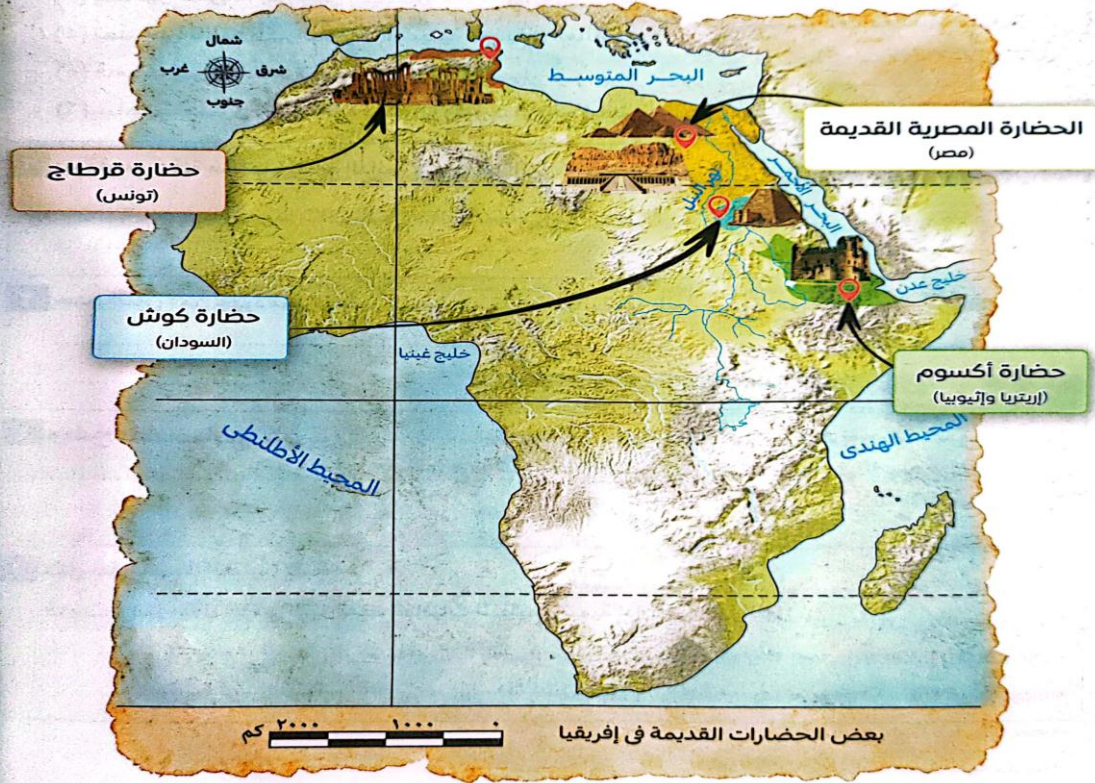 شمال
شرق
غرب
جنوب
البحر المتوسط
الحضارة المصرية القديمة
(مصر)
حضارة قرطاج
(تونس)
نهر النيل
البحر الأحمر
خليج عدن
حضارة كوش
(السودان)
خليج غينيا
حضارة أكسوم
(إريتريا وإثيوبيا)
المحيط الهندى
المحيط الأطلنطى
بعض الحضارات القديمة فى إفريقيا
٠ ١٠٠٠ ٢٠٠٠ كم